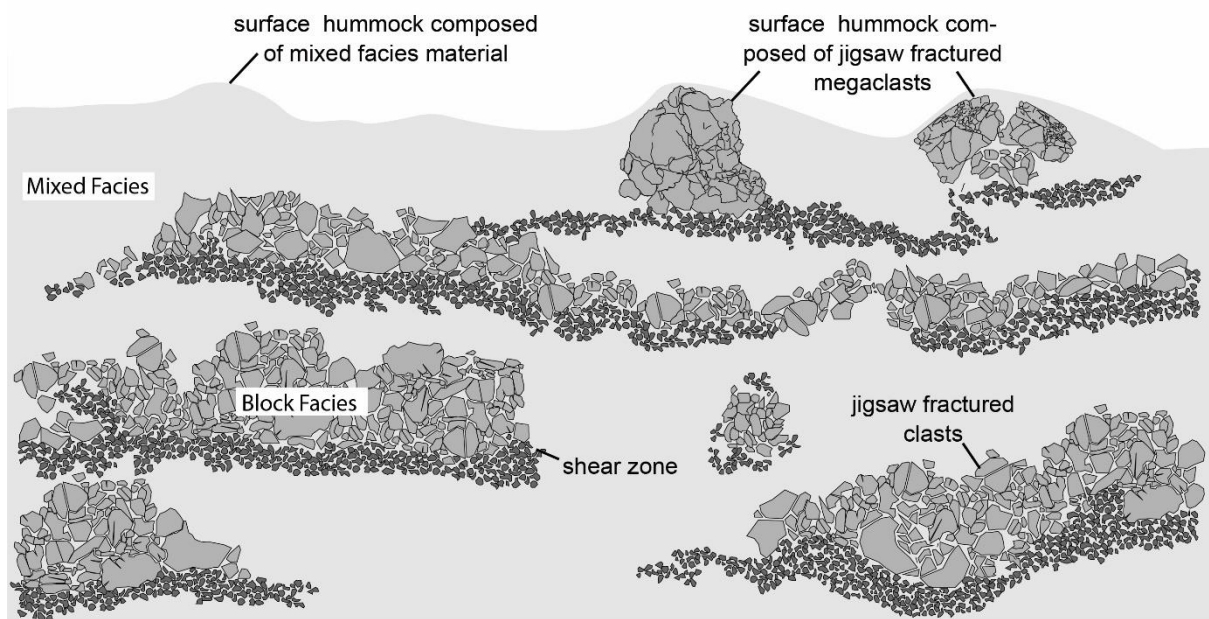 surface hummock composed
of mixed facies material
surface hummock com-
posed of jigsaw fractured
megaclasts
Mixed Facies
Block Facies
jigsaw fractured
clasts
shear zone